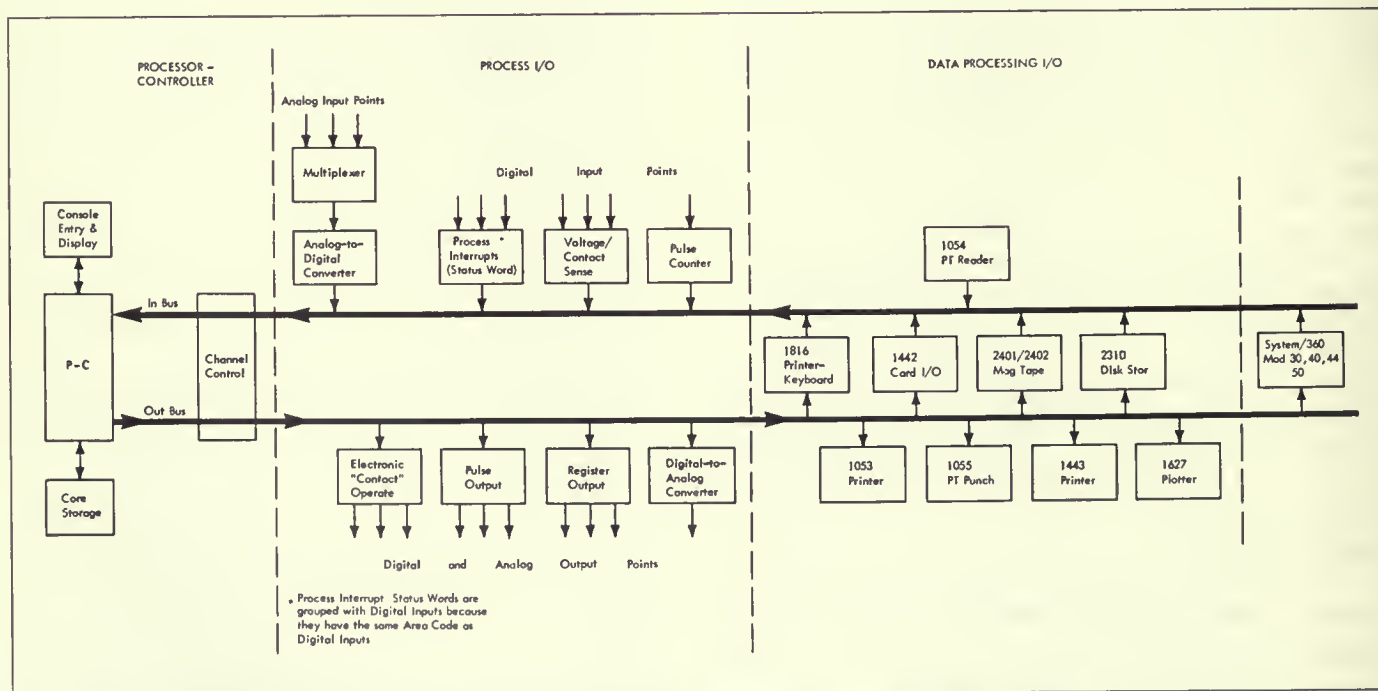 PROCESSOR –
CONTROLLER
PROCESS I/O
DATA PROCESSING I/O
Analog Input Points
Multiplexer
Digital Input Points
Console
Entry &
Display
Analog-to-
Digital
Converter
Process *
Interrupts
(Status Word)
Voltage/
Contact
Sense
Pulse
Counter
1054
PT Reader
In Bus
P-C
Channel
Control
1816
Printer-
Keyboard
1442
Card I/O
2401/2402
Mag Tape
2310
Disk Stor
System/360
Mod 30, 40, 44
50
Out Bus
Core
Storage
Electronic
"Contact"
Operate
Pulse
Output
Register
Output
Digital-to-
Analog
Converter
1053
Printer
1055
PT Punch
1443
Printer
1627
Plotter
Digital and Analog Output Points
* Process Interrupt Status Words are
grouped with Digital Inputs because
they have the same Area Code as
Digital Inputs